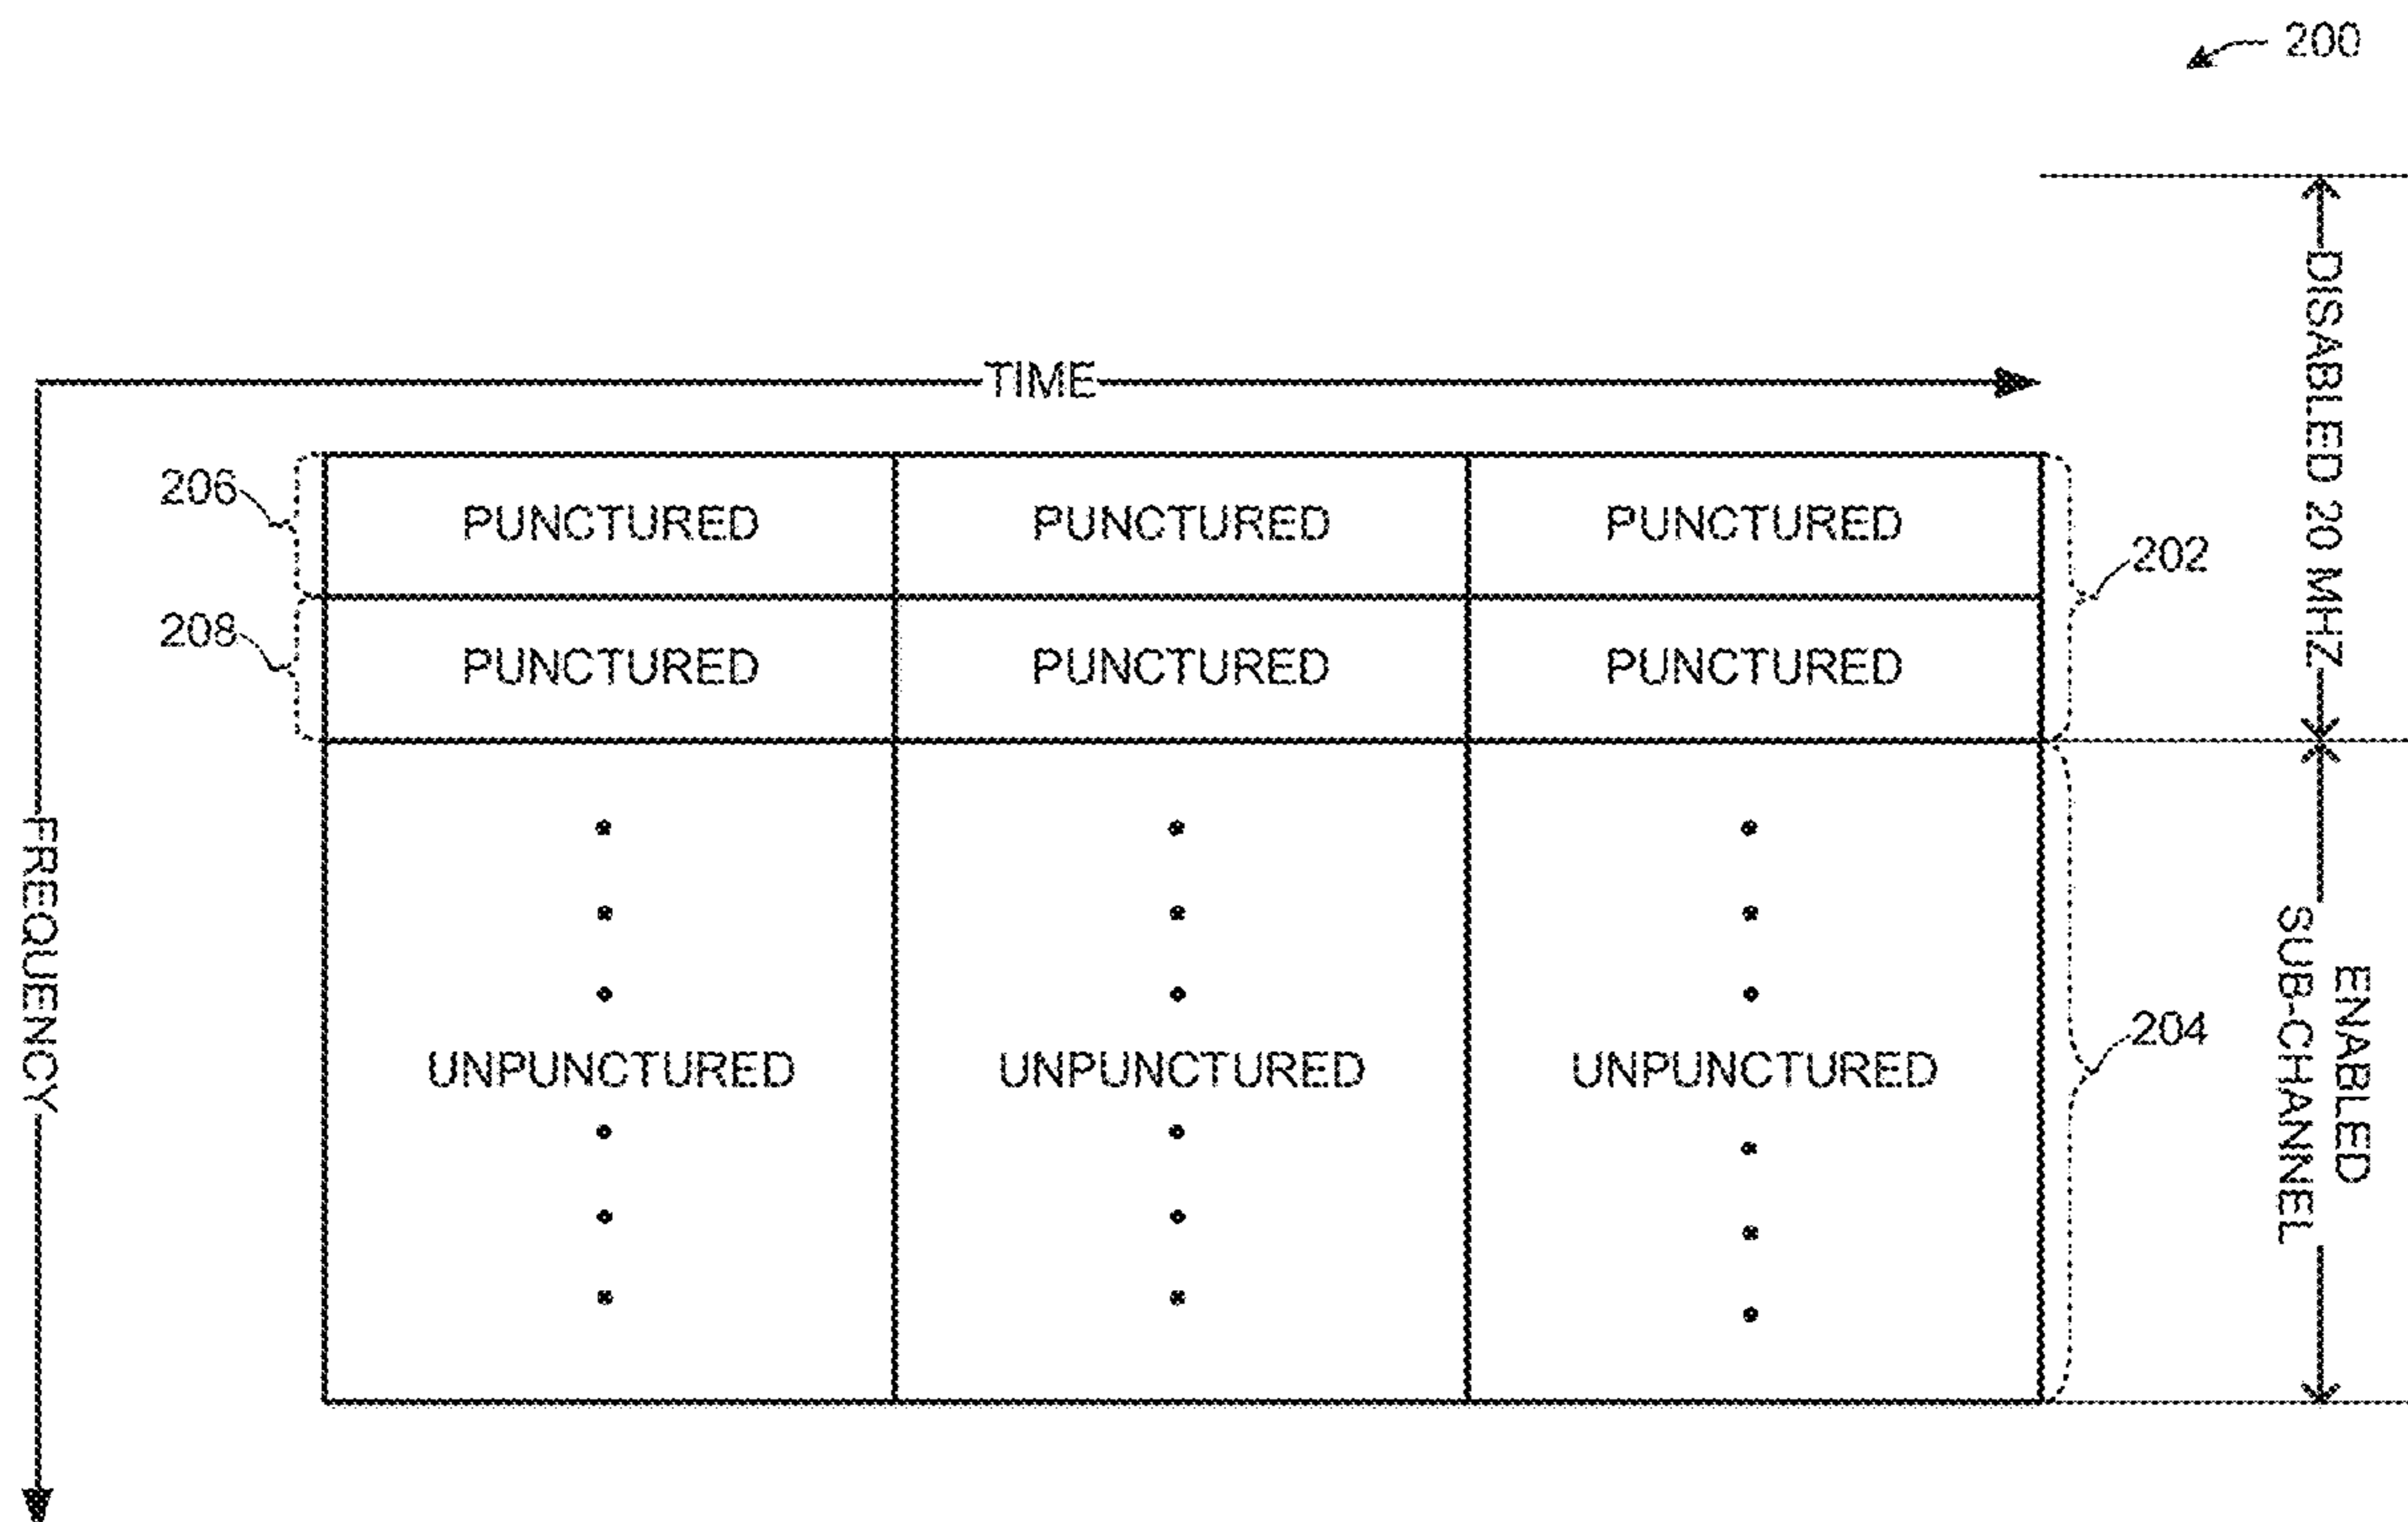 200
TIME
206
PUNCTURED PUNCTURED PUNCTURED
202
208
PUNCTURED PUNCTURED PUNCTURED
DISABLED 20 MHZ
FREQUENCY
UNPUNCTURED UNPUNCTURED UNPUNCTURED
204
ENABLED
SUB-CHANNEL